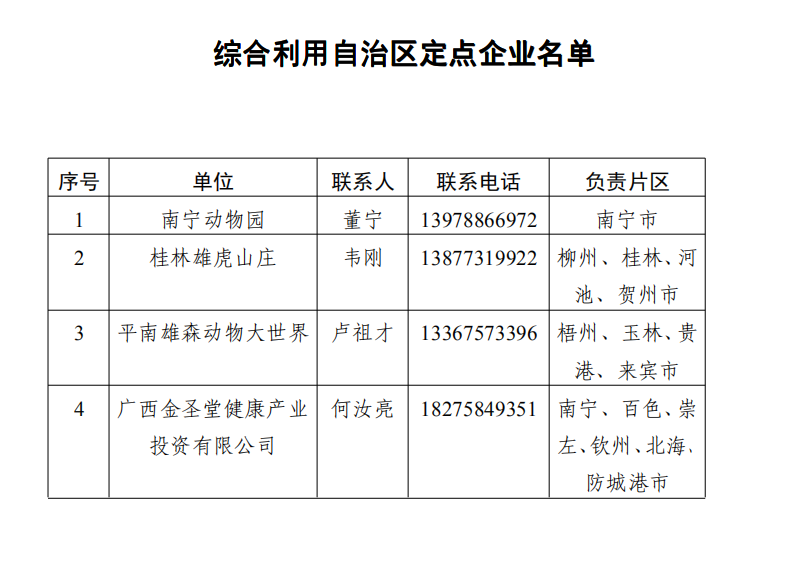 综合利用自治区定点企业名单
序号 单位 联系人 联系电话 负责片区
1 南宁动物园 董宁 13978866972 南宁市
2 桂林雄虎山庄 韦刚 13877319922 柳州、桂林、河
池、贺州市
3 平南雄森动物大世界 卢祖才 13367573396 梧州、玉林、贵
港、来宾市
4 广西金圣堂健康产业 何汝亮 18275849351 南宁、百色、崇
投资有限公司 左、钦州、北海、
防城港市